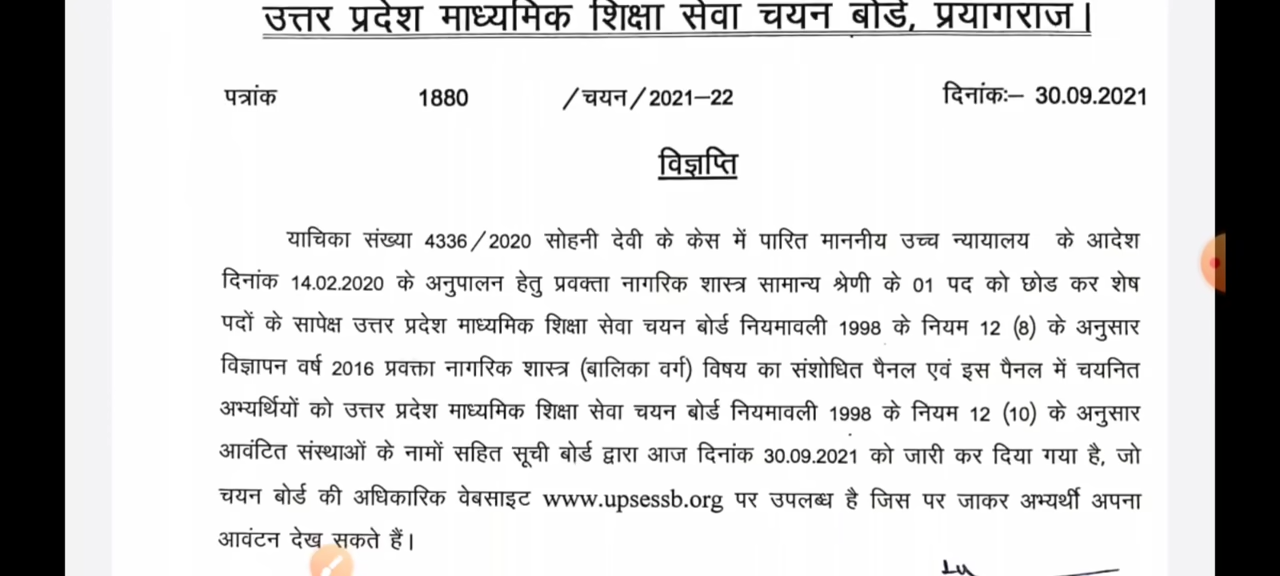 उत्तर प्रदेश माध्यमिक शिक्षा सेवा चयन बोर्ड, प्रयागराज।
पत्रांक 1880 /चयन/2021–22 दिनांकः– 30.09.2021
विज्ञप्ति
याचिका संख्या 4336/2020 सोहनी देवी के केस में पारित माननीय उच्च न्यायालय के आदेश
दिनांक 14.02.2020 के अनुपालन हेतु प्रवक्ता नागरिक शास्त्र सामान्य श्रेणी के 01 पद को छोड कर शेष
पदों के सापेक्ष उत्तर प्रदेश माध्यमिक शिक्षा सेवा चयन बोर्ड नियमावली 1998 के नियम 12 (8) के अनुसार
विज्ञापन वर्ष 2016 प्रवक्ता नागरिक शास्त्र (बालिका वर्ग) विषय का संशोधित पैनल एवं इस पैनल में चयनित
अभ्यर्थियों को उत्तर प्रदेश माध्यमिक शिक्षा सेवा चयन बोर्ड नियमावली 1998 के नियम 12 (10) के अनुसार
आवंटित संस्थाओं के नामों सहित सूची बोर्ड द्वारा आज दिनांक 30.09.2021 को जारी कर दिया गया है, जो
चयन बोर्ड की अधिकारिक वेबसाइट www.upsessb.org पर उपलब्ध है जिस पर जाकर अभ्यर्थी अपना
आवंटन देख सकते हैं।